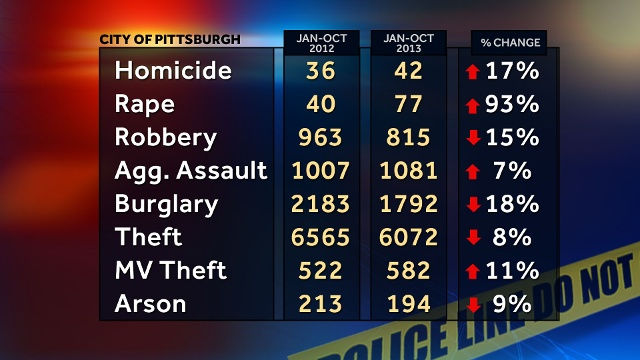 CITY OF PITTSBURGH JAN-OCT 2012 JAN-OCT 2013 % CHANGE
Homicide 36 42 17%
Rape 40 77 93%
Robbery 963 815 15%
Agg. Assault 1007 1081 7%
Burglary 2183 1792 18%
Theft 6565 6072 8%
MV Theft 522 582 11%
Arson 213 194 9%
POLICE LINE DO NOT